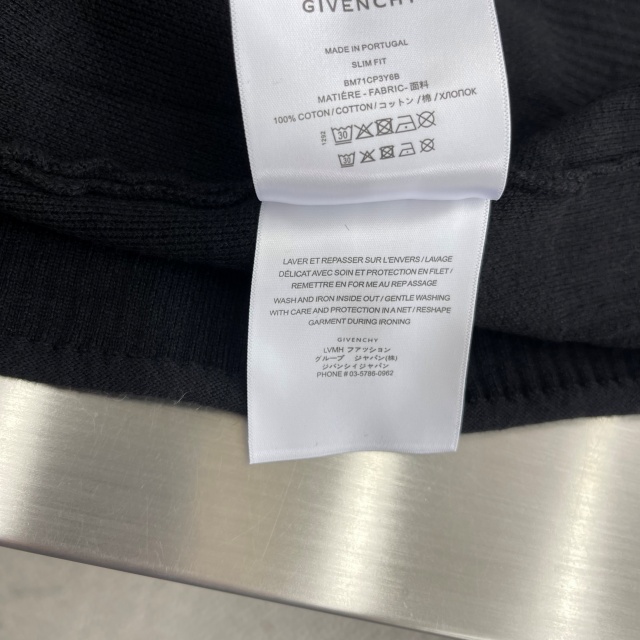 GIVENCHY
MADE IN PORTUGAL
SLIM FIT
BM71CP3Y6B
MATIÈRE - FABRIC- 面料
100% COTON / COTTON / コットン / 棉 / ХЛОПОК
LAVER ET REPASSER SUR L'ENVERS / LAVAGE
DÉLICAT AVEC SOIN ET PROTECTION EN FILET /
REMETTRE EN FOR ME AU REPASSAGE
WASH AND IRON INSIDE OUT / GENTLE WASHING
WITH CARE AND PROTECTION IN A NET / RESHAPE
GARMENT DURING IRONING
GIVENCHY
LVMH ファッション
グループ ジャパン(株)
ジバンシイジャパン
PHONE # 03-5786-0962